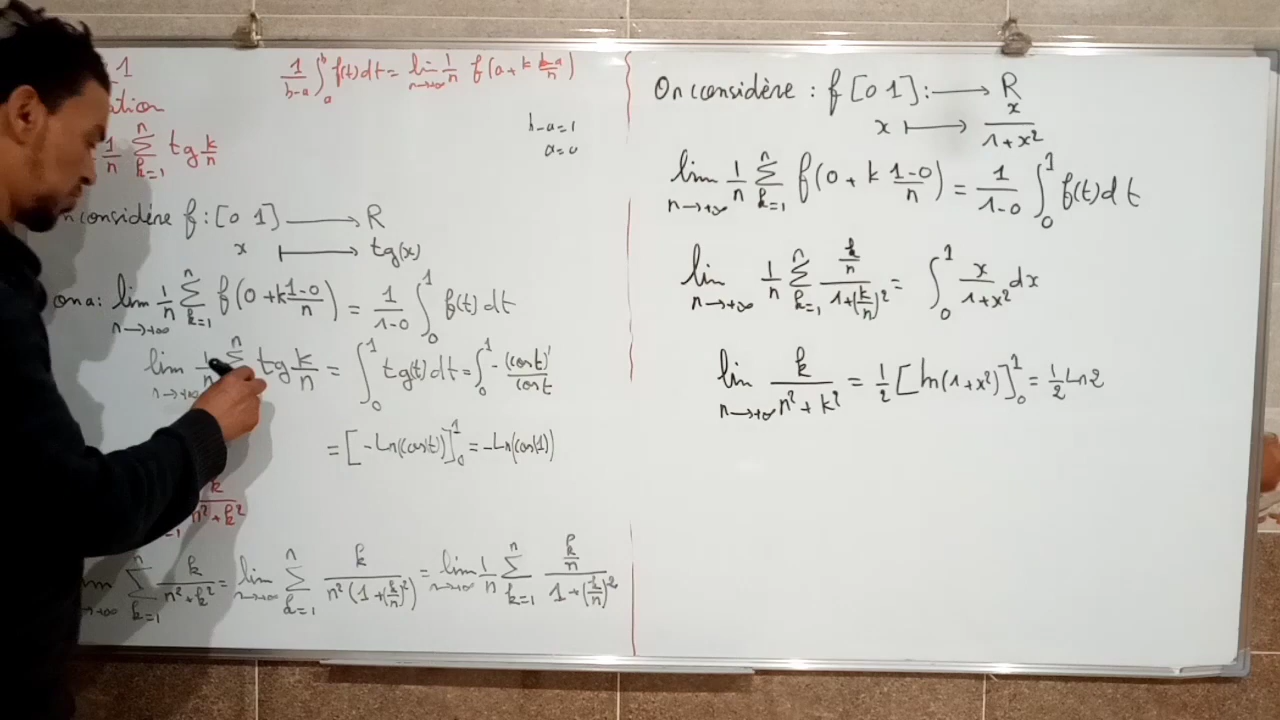 1
ation
1/(b-a) ∫_a^b f(t)dt = lim_{n→+∞} 1/n f(a+k (b-a)/n)
b-a=1
a=0
1/n Σ_{k=1}^n tg k/n
considère f : [0 1] ⟶ R
x ⟼ tg(x)
on a : lim_{n→+∞} 1/n Σ_{k=1}^n f(0+k (1-0)/n) = 1/(1-0) ∫_0^1 f(t) dt
lim_{n→+∞} 1/n Σ^n tg k/n = ∫_0^1 tg(t) dt = ∫_0^1 - (cos t)'/cos t
= [-Ln(cos t)]_0^1 = -Ln(cos(1))
k/(n²+k²)
lim_{→+∞} Σ_{k=1}^n k/(n²+k²) = lim_{n→+∞} Σ_{k=1}^n k/(n²(1+(k/n)²)) = lim_{n→+∞} 1/n Σ_{k=1}^n (k/n)/(1+(k/n)²)
On considère : f [0 1] : ⟶ R
x ⟼ x/(1+x²)
lim_{n→+∞} 1/n Σ_{k=1}^n f(0+k (1-0)/n) = 1/(1-0) ∫_0^1 f(t) dt
lim_{n→+∞} 1/n Σ_{k=1}^n (k/n)/(1+(k/n)²) = ∫_0^1 x/(1+x²) dx
lim_{n→+∞} k/(n²+k²) = 1/2 [ln(1+x²)]_0^1 = 1/2 Ln2